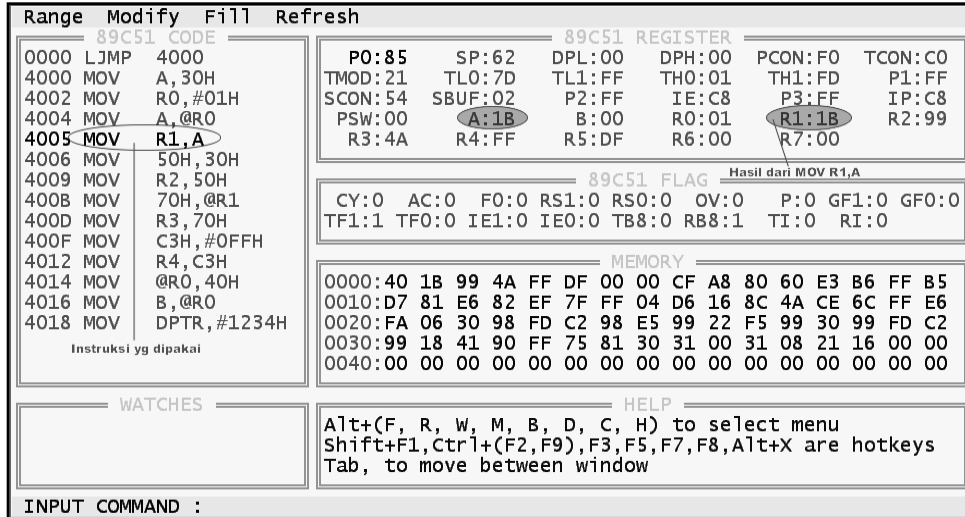 Range Modify Fill Refresh
89C51 CODE
0000 LJMP 4000
4000 MOV A,30H
4002 MOV R0,#01H
4004 MOV A,@R0
4005 MOV R1,A
4006 MOV 50H,30H
4009 MOV R2,50H
400B MOV 70H,@R1
400D MOV R3,70H
400F MOV C3H,#0FFH
4012 MOV R4,C3H
4014 MOV @R0,40H
4016 MOV B,@R0
4018 MOV DPTR,#1234H
Instruksi yg dipakai
89C51 REGISTER
P0:85 SP:62 DPL:00 DPH:00 PCON:F0 TCON:C0
TMOD:21 TL0:7D TL1:FF TH0:01 TH1:FD P1:FF
SCON:54 SBUF:02 P2:FF IE:C8 P3:FF IP:C8
PSW:00 A:1B B:00 R0:01 R1:1B R2:99
R3:4A R4:FF R5:DF R6:00 R7:00
Hasil dari MOV R1,A
89C51 FLAG
CY:0 AC:0 F0:0 RS1:0 RS0:0 OV:0 P:0 GF1:0 GF0:0
TF1:1 TF0:0 IE1:0 IE0:0 TB8:0 RB8:1 TI:0 RI:0
MEMORY
0000:40 1B 99 4A FF DF 00 00 CF A8 80 60 E3 B6 FF B5
0010:D7 81 E6 82 EF 7F FF 04 D6 16 8C 4A CE 6C FF E6
0020:FA 06 30 98 FD C2 98 E5 99 22 F5 99 30 99 FD C2
0030:99 18 41 90 FF 75 81 30 31 00 31 08 21 16 00 00
0040:00 00 00 00 00 00 00 00 00 00 00 00 00 00 00 00
WATCHES
HELP
Alt+(F, R, W, M, B, D, C, H) to select menu
Shift+F1,Ctrl+(F2,F9),F3,F5,F7,F8,Alt+X are hotkeys
Tab, to move between window
INPUT COMMAND :